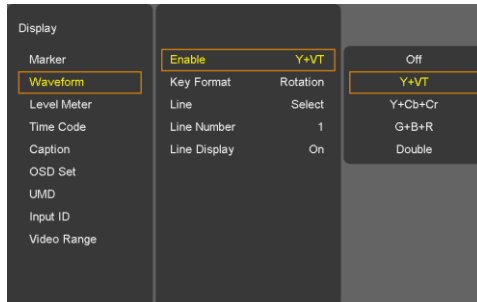 Display
Marker
Waveform
Level Meter
Time Code
Caption
OSD Set
UMD
Input ID
Video Range
Enable Y+VT
Key Format Rotation
Line Select
Line Number 1
Line Display On
Off
Y+VT
Y+Cb+Cr
G+B+R
Double